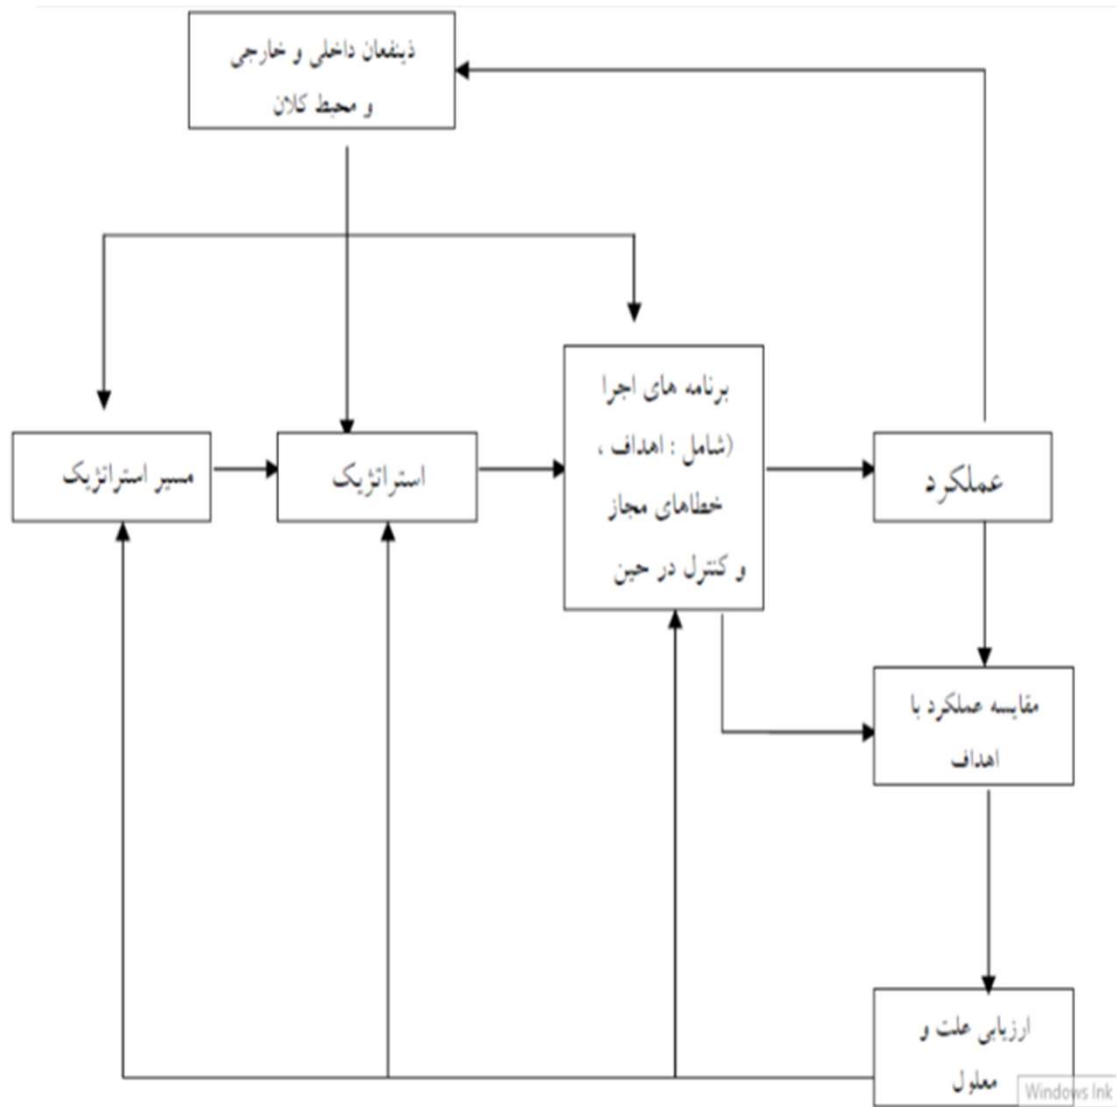 ذینفعان داخلی و خارجی
و محیط کلان
مسیر استراتژیک
استراتژیک
برنامه های اجرا
(شامل : اهداف ،
خطاهای مجاز
و کنترل در حین
عملکرد
مقایسه عملکرد با
اهداف
ارزیابی علت و
معلول
Windows Ink